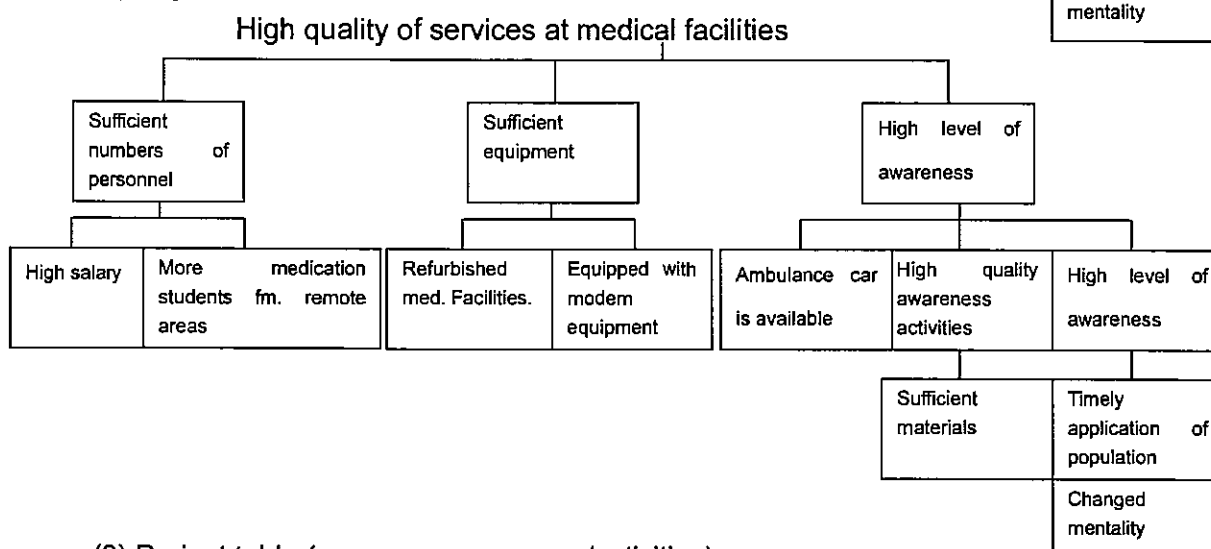 mentality
High quality of services at medical facilities
Sufficient
numbers of
personnel
Sufficient
equipment
High level of
awareness
High salary
More medication
students fm. remote
areas
Refurbished
med. Facilities.
Equipped with
modern
equipment
Ambulance car
is available
High quality
awareness
activities
High level of
awareness
Sufficient
materials
Timely
application of
population
Changed
mentality